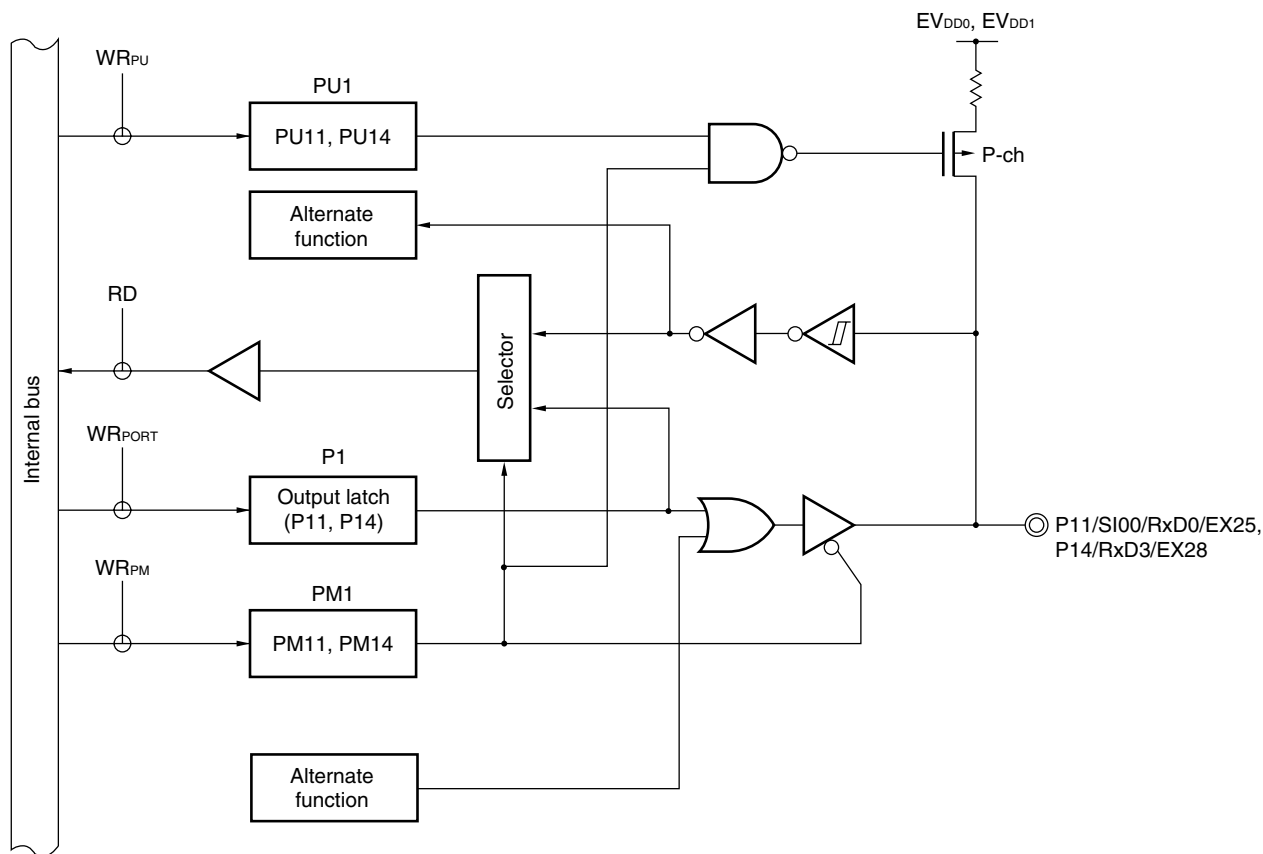 EVDD0, EVDD1
WRPU
PU1
PU11, PU14
P-ch
Alternate
function
RD
Selector
Internal bus
WRPORT
P1
Output latch
(P11, P14)
P11/SI00/RxD0/EX25,
P14/RxD3/EX28
WRPM
PM1
PM11, PM14
Alternate
function